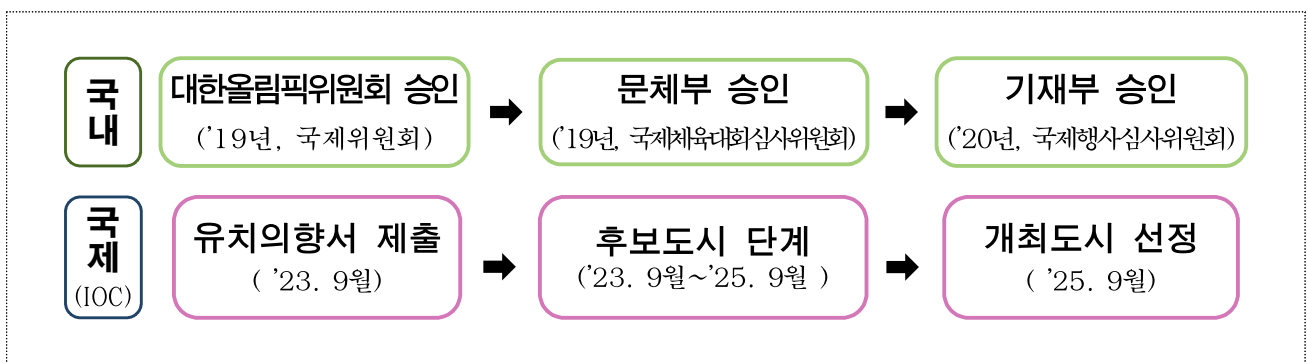 국내
대한올림픽위원회 승인
('19년, 국제위원회)
문체부 승인
('19년, 국제체육대회심사위원회)
기재부 승인
('20년, 국제행사심사위원회)
국제
(IOC)
유치의향서 제출
( '23. 9월)
후보도시 단계
('23. 9월~'25. 9월 )
개최도시 선정
( '25. 9월)